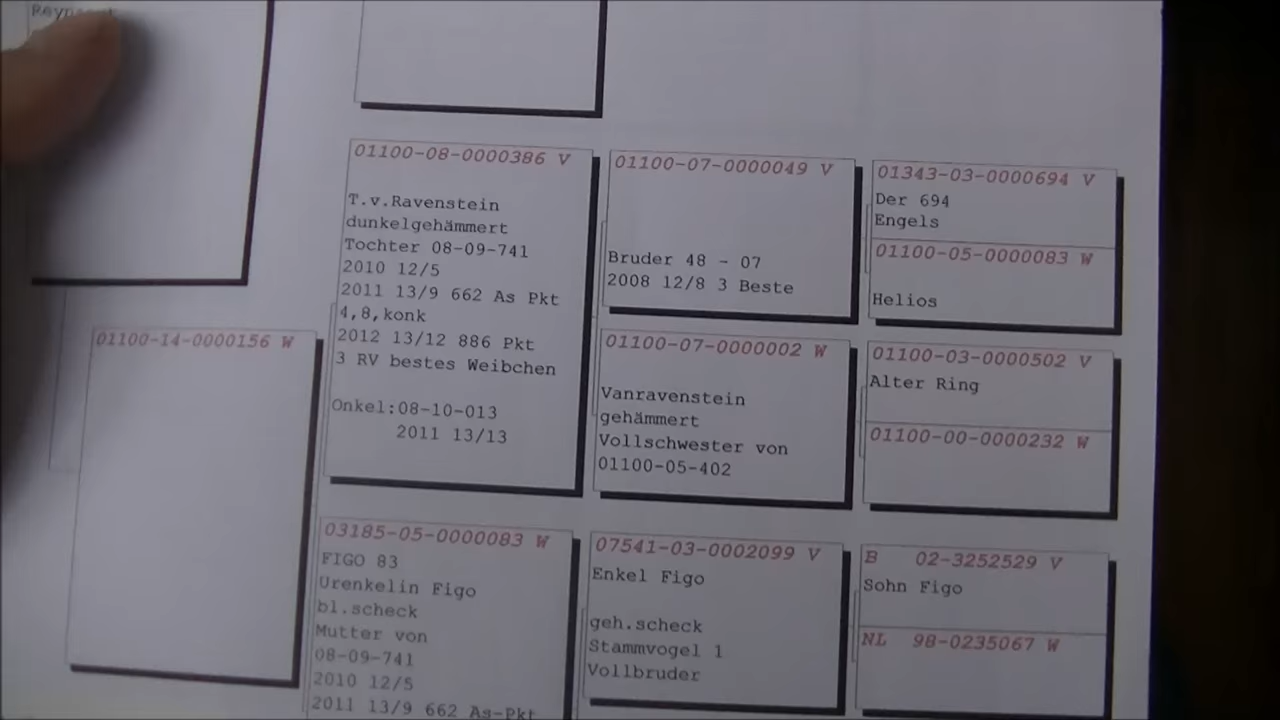 01100-08-0000386 V
T.v.Ravenstein
dunkelgehämmert
Tochter 08-09-741
2010 12/5
2011 13/9 662 As Pkt
4,8,konk
2012 13/12 886 Pkt
3 RV bestes Weibchen
Onkel:08-10-013
2011 13/13
01100-07-0000049 V
Bruder 48 - 07
2008 12/8 3 Beste
01343-03-0000694 V
Der 694
Engels
01100-05-0000083 W
Helios
01100-14-0000156 W
01100-07-0000002 W
Vanravenstein
gehämmert
Vollschwester von
01100-05-402
01100-03-0000502 V
Alter Ring
01100-00-0000232 W
03185-05-0000083 W
FIGO 83
Urenkelin Figo
bl.scheck
Mutter von
08-09-741
2010 12/5
2011 13/9 662 As-Pkt
07541-03-0002099 V
Enkel Figo
geh.scheck
Stammvogel 1
Vollbruder
B 02-3252529 V
Sohn Figo
NL 98-0235067 W